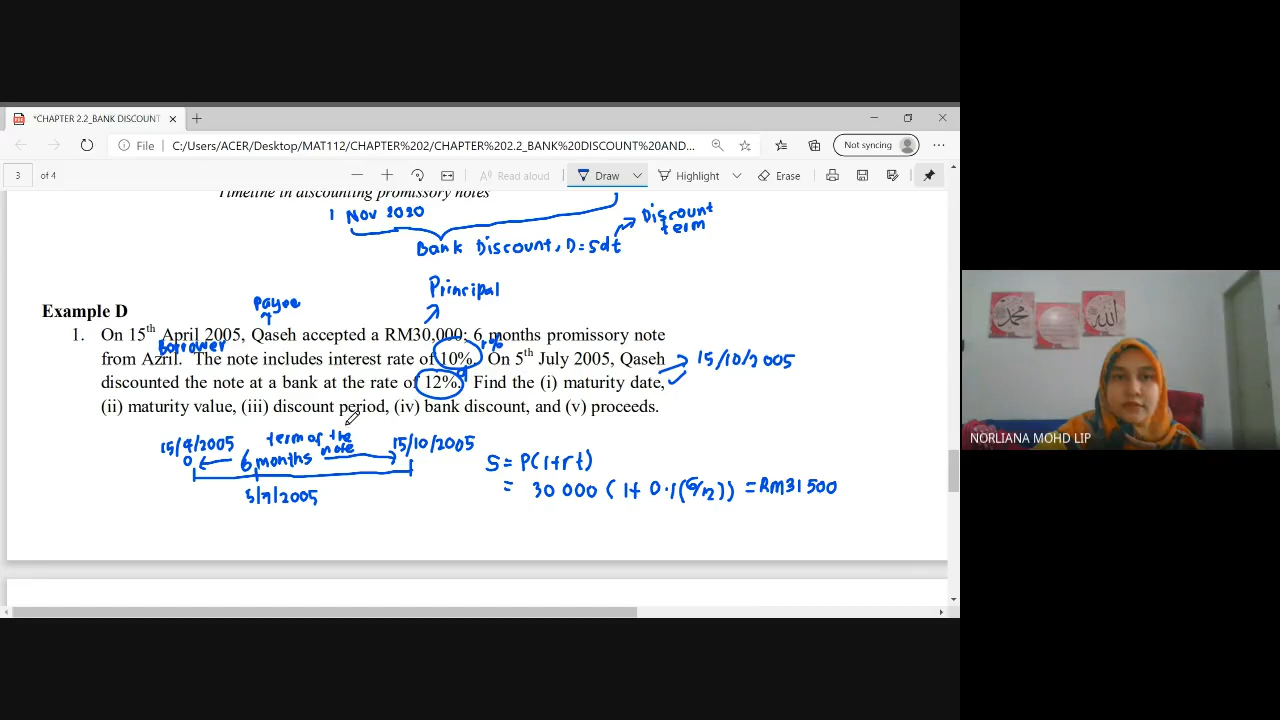 *CHAPTER 2.2_BANK DISCOUNT
File
C:/Users/ACER/Desktop/MAT112/CHAPTER%202/CHAPTER%202.2_BANK%20DISCOUNT%20AND...
Not syncing
3 of 4
Read aloud
Draw
Highlight
Erase
Timeline in discounting promissory notes
1 Nov 2020
Discount
term
Bank Discount, D = Sdt
Principal
Example D
Payee
1. On 15th April 2005, Qaseh accepted a RM30,000; 6 months promissory note
Borrower
r%
from Azril. The note includes interest rate of 10%. On 5th July 2005, Qaseh
15/10/2005
d
discounted the note at a bank at the rate of 12%. Find the (i) maturity date,
(ii) maturity value, (iii) discount period, (iv) bank discount, and (v) proceeds.
15/4/2005
term of the
note
15/10/2005
0
6 months
5/7/2005
S = P(1+rt)
= 30 000 (1+ 0.1(6/12)) = RM31 500
NORLIANA MOHD LIP
محمد
الله